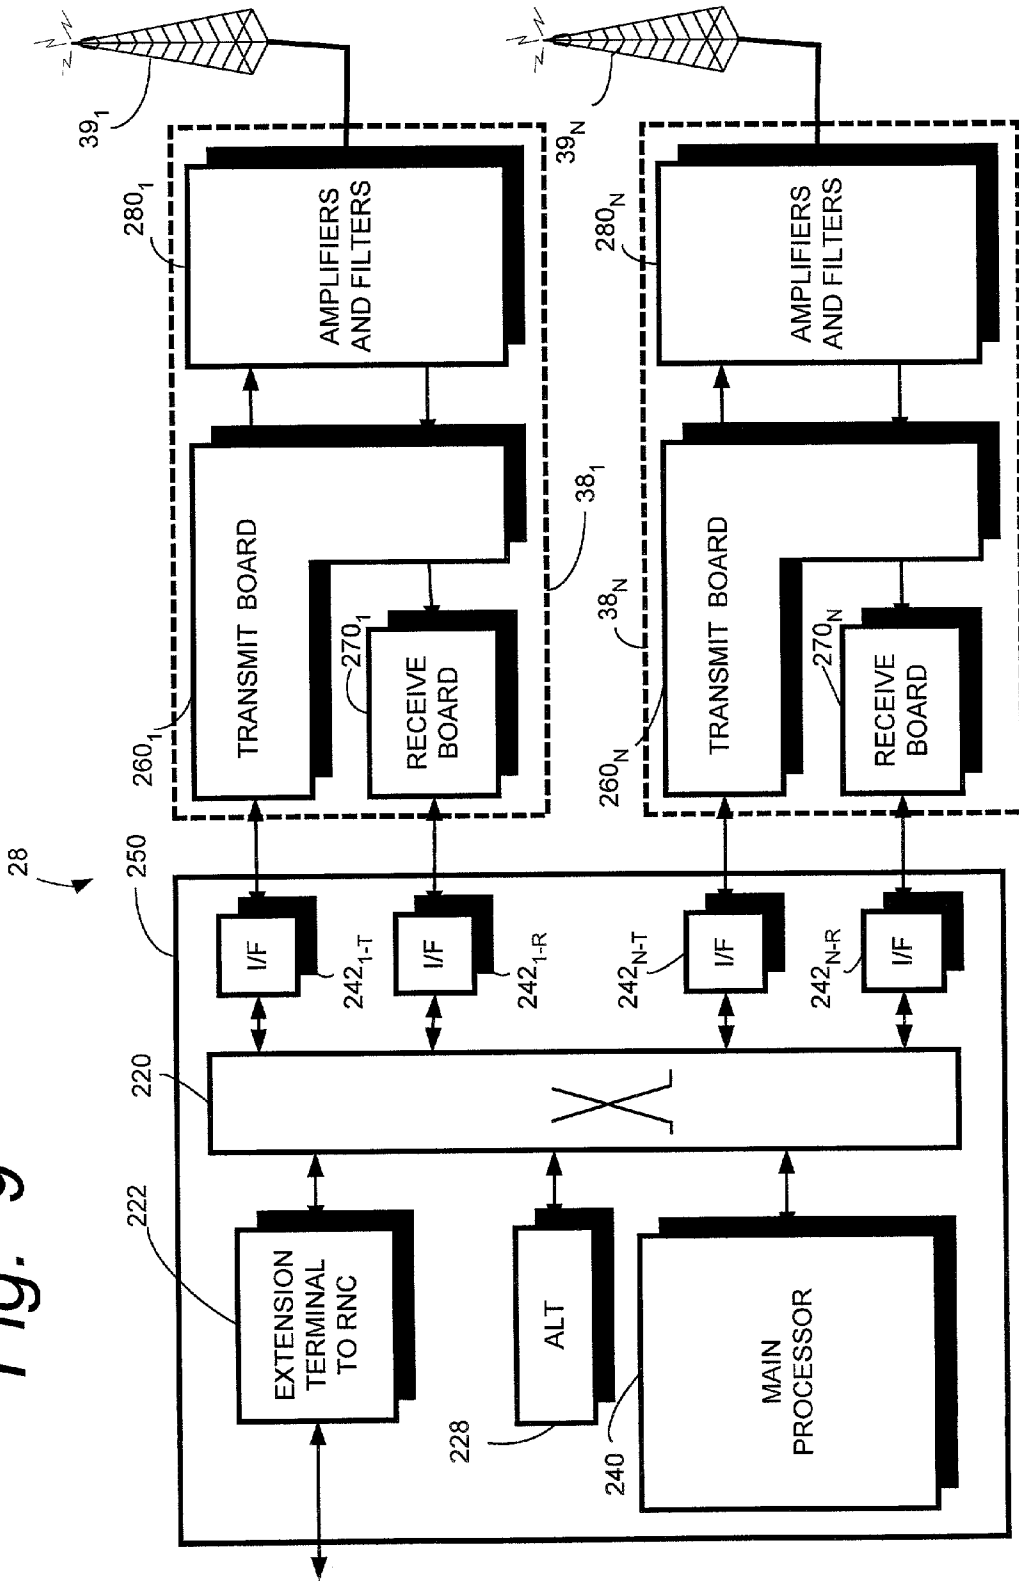 Fig. 9
28
250
220
222
EXTENSION
TERMINAL
TO RNC
228
ALT
240
MAIN
PROCESSOR
I/F
242₁₋T
I/F
242₁₋R
I/F
242N-T
I/F
242N-R
260₁
TRANSMIT BOARD
270₁
RECEIVE
BOARD
280₁
AMPLIFIERS
AND FILTERS
38₁
39₁
260N
TRANSMIT BOARD
270N
RECEIVE
BOARD
280N
AMPLIFIERS
AND FILTERS
38N
39N